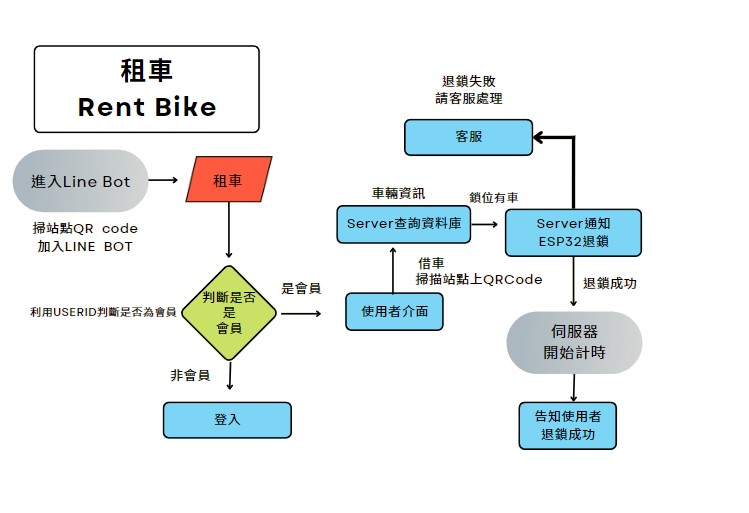 租車
Rent Bike
進入Line Bot
掃站點QR code
加入LINE BOT
租車
利用USERID判斷是否為會員
判斷是否
是
會員
是會員
非會員
登入
使用者介面
借車
掃描站點上QRCode
車輛資訊
Server查詢資料庫
鎖位有車
Server通知
ESP32退鎖
退鎖失敗
請客服處理
客服
退鎖成功
伺服器
開始計時
告知使用者
退鎖成功